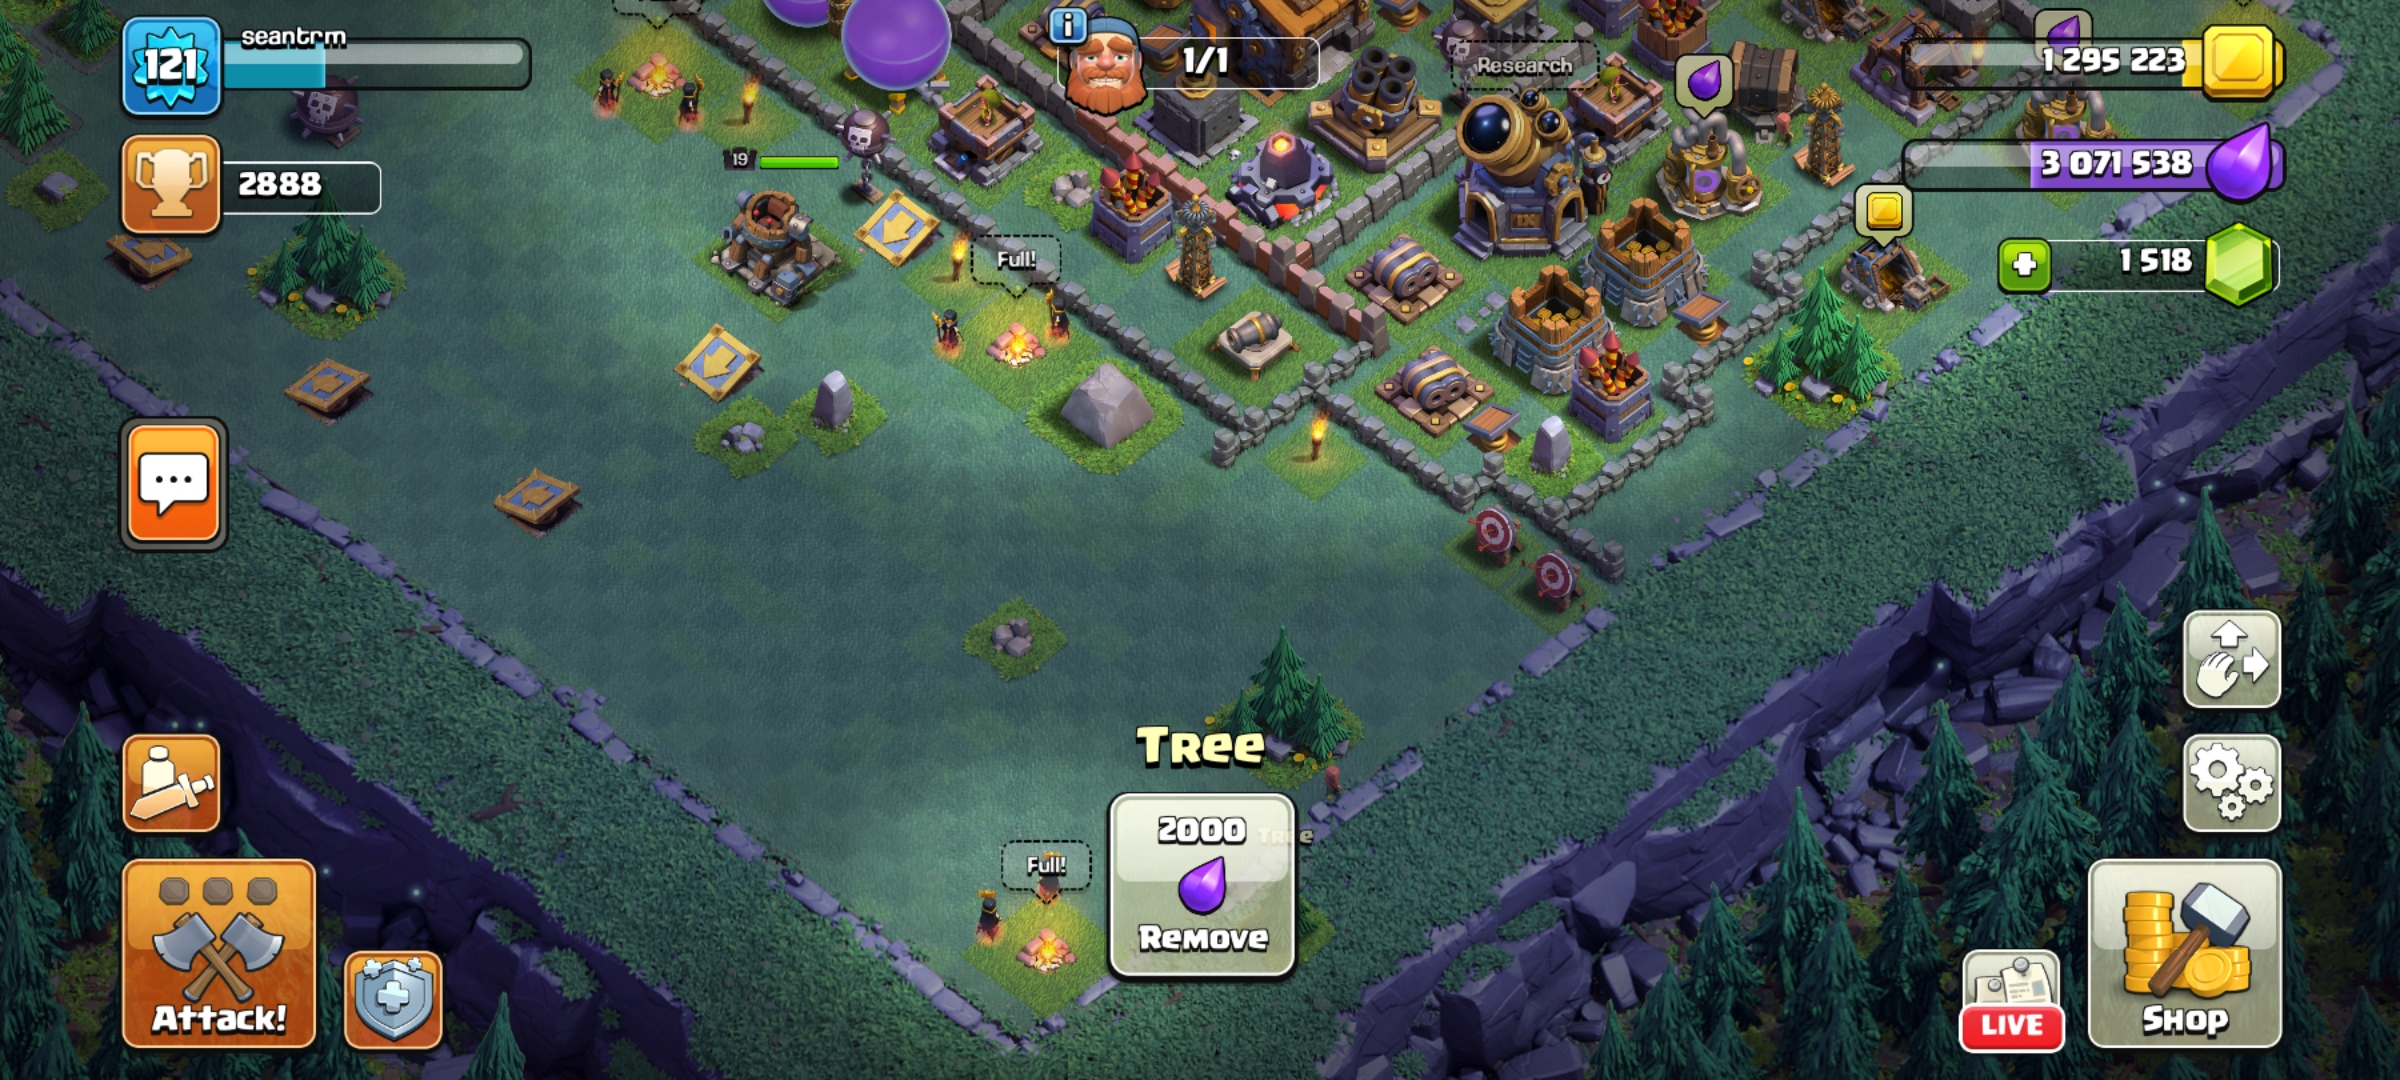 121
seantrm
1/1
1 295 223
Research
19
3 071 538
2888
Full!
1 518
Tree
2000
Tree
Full!
Remove
Attack!
LIVE
Shop